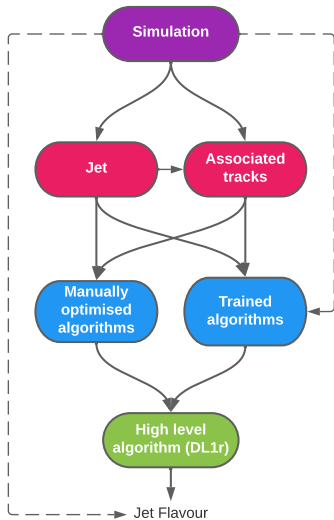 Simulation
Jet
Associated
tracks
Manually
optimised
algorithms
Trained
algorithms
High level
algorithm (DL1r)
Jet Flavour